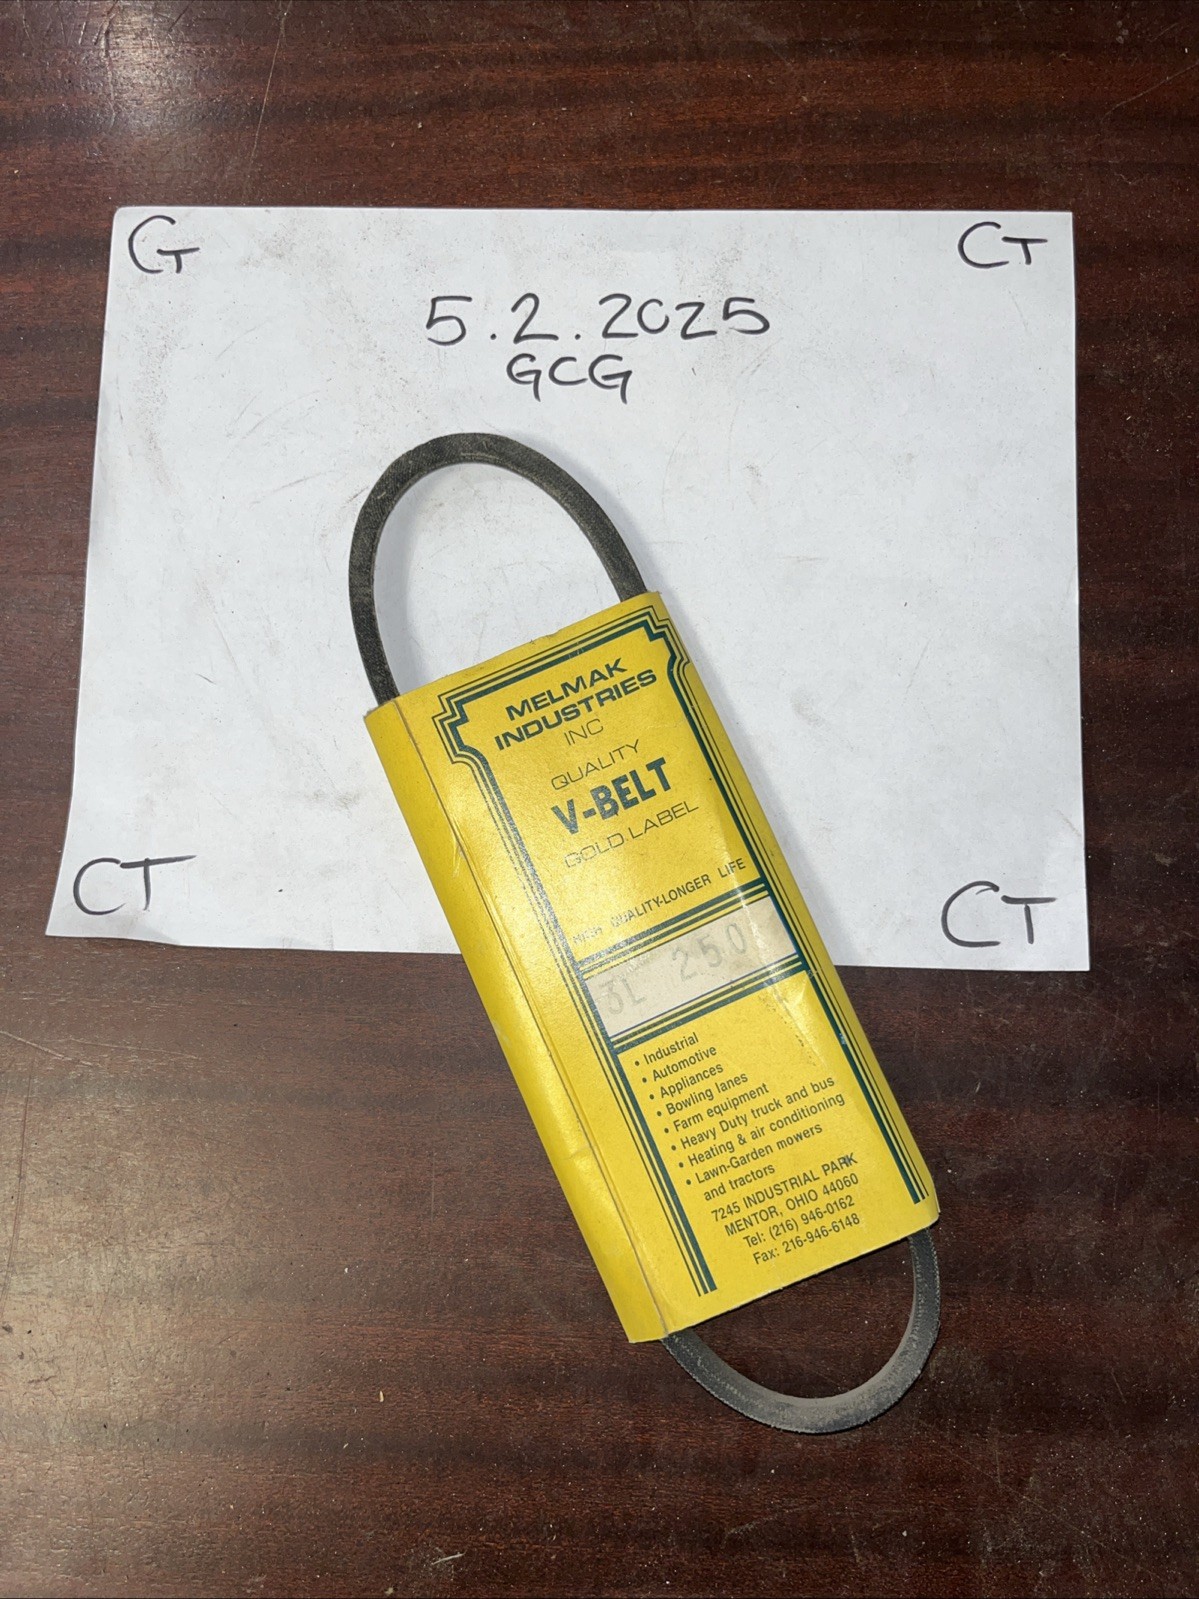 GT
CT
5.2.2025
GCG
MELMAK
INDUSTRIES
INC
QUALITY
V-BELT
GOLD LABEL
HIGH QUALITY-LONGER LIFE
3L 250
• Industrial
• Automotive
• Appliances
• Bowling lanes
• Farm equipment
• Heavy Duty truck and bus
• Heating & air conditioning
• Lawn-Garden mowers
and tractors
7245 INDUSTRIAL PARK
MENTOR, OHIO 44060
Tel: (216) 946-0162
Fax: 216-946-6148
CT
CT